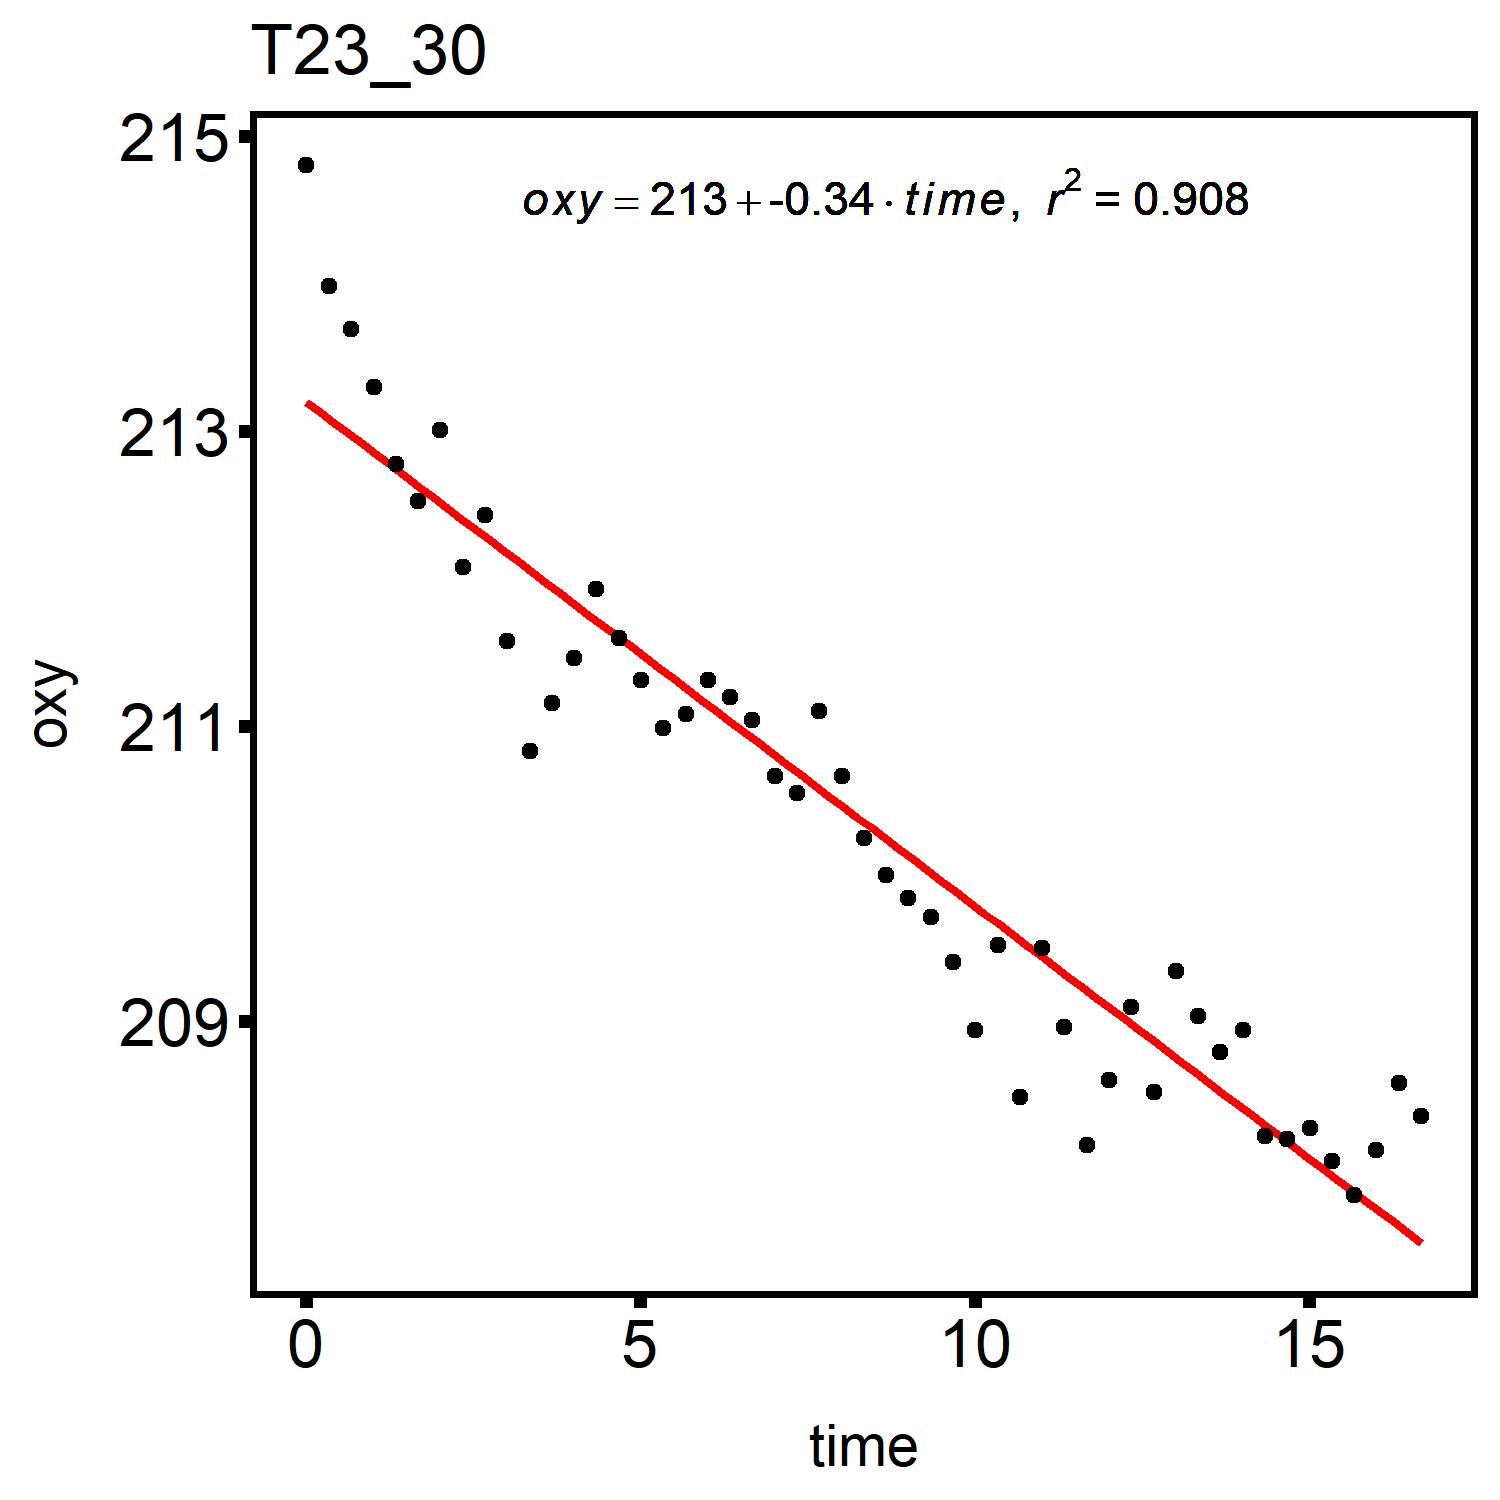 T23_30
oxy = 213 + -0.34 · time, r² = 0.908
215
213
211
209
oxy
0 5 10 15
time